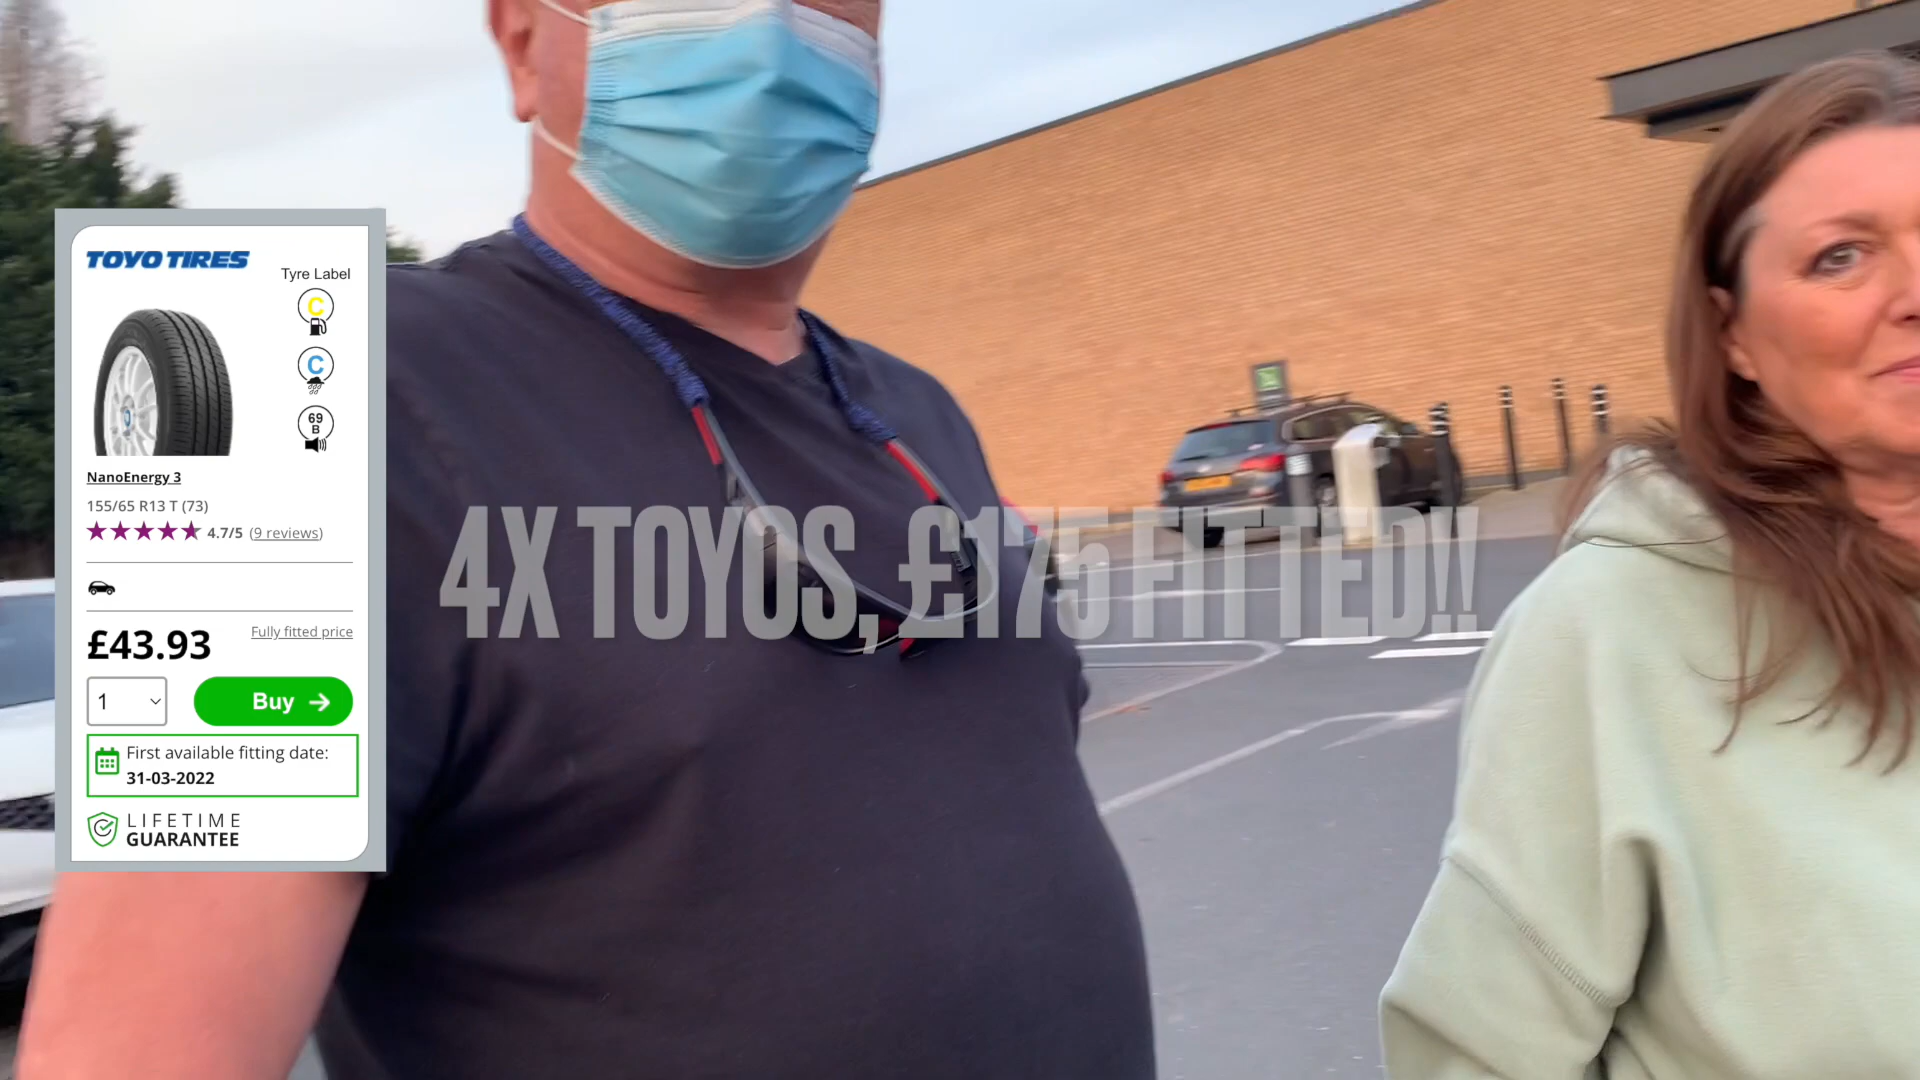 TOYO TIRES
Tyre Label
C
C
69
B
NanoEnergy 3
155/65 R13 T (73)
4.7/5 (9 reviews)
£43.93
Fully fitted price
1
Buy
First available fitting date:
31-03-2022
LIFETIME
GUARANTEE
4X TOYOS, £175 FITTED!!